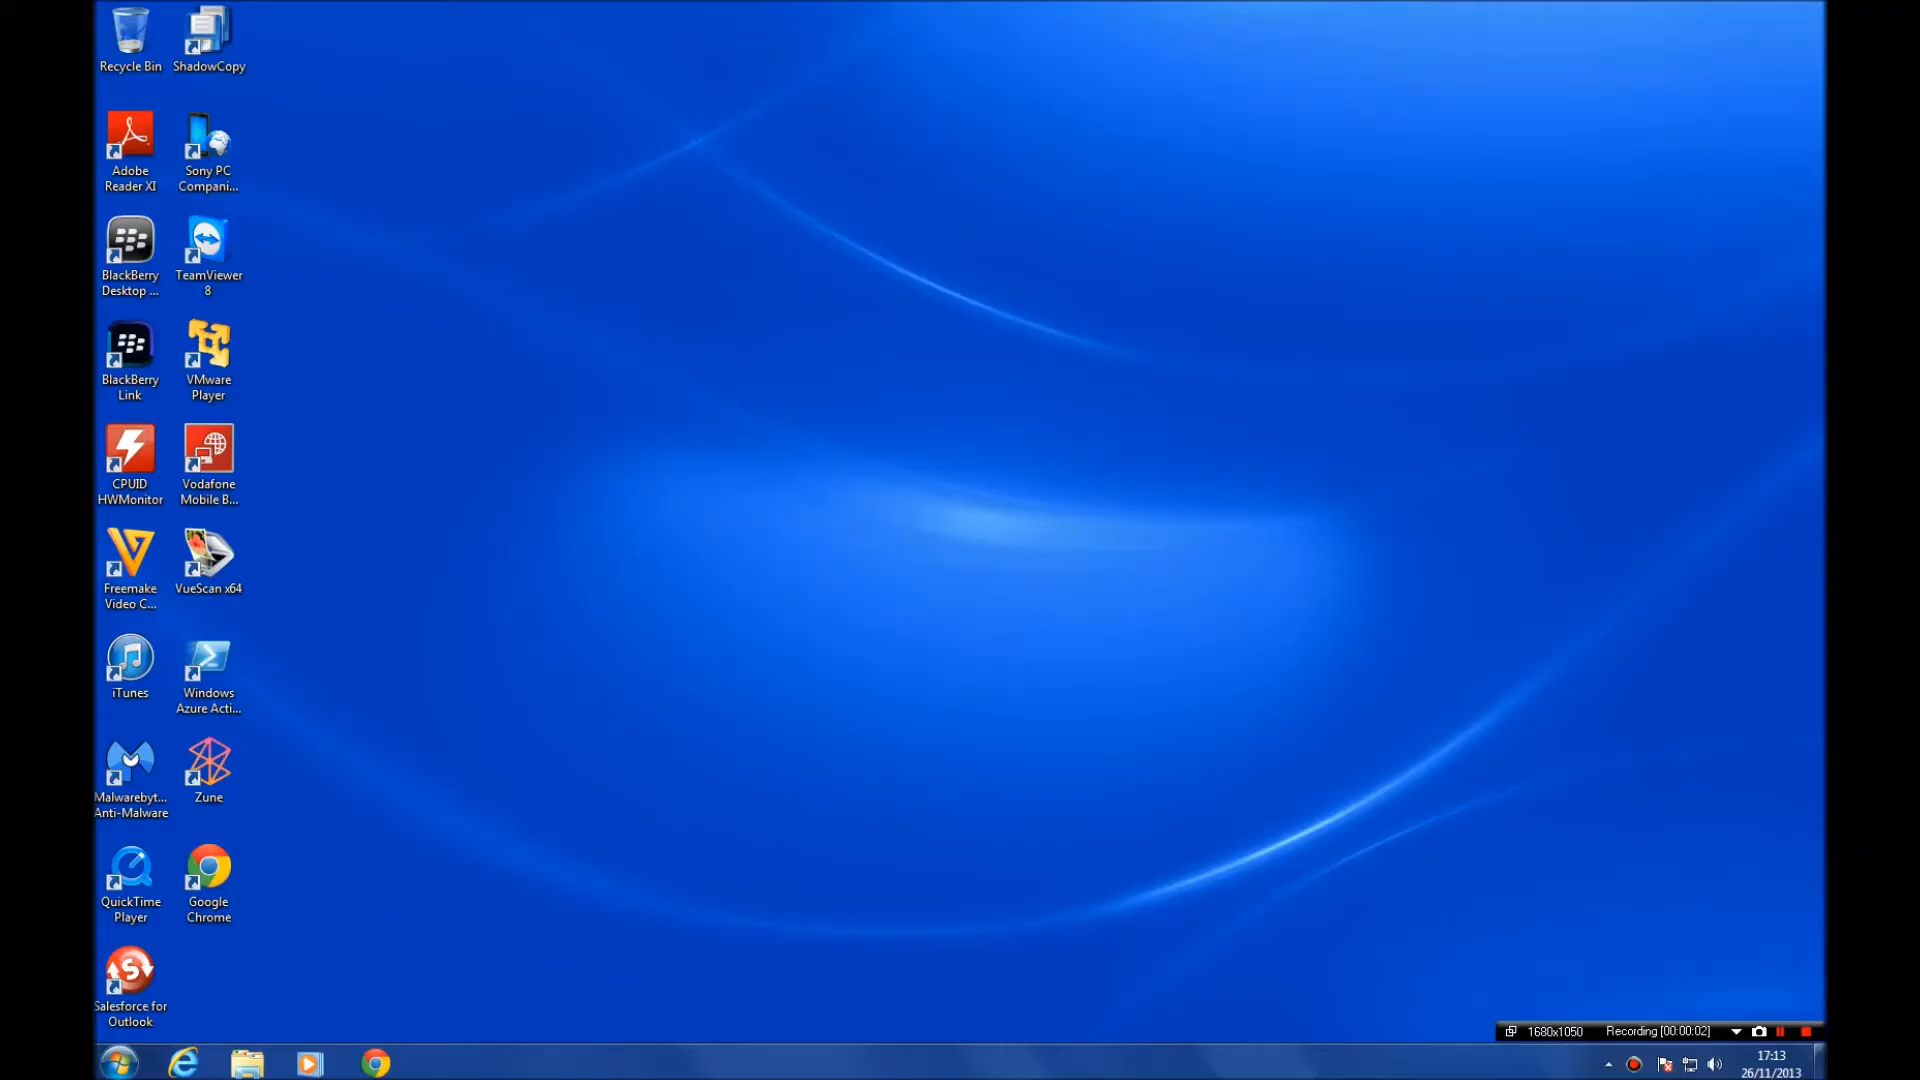 Recycle Bin
ShadowCopy
Adobe
Reader XI
Sony PC
Compani...
BlackBerry
Desktop ...
TeamViewer
8
BlackBerry
Link
VMware
Player
CPUID
HWMonitor
Vodafone
Mobile B...
Freemake
Video C...
VueScan x64
iTunes
Windows
Azure Acti...
Malwarebyt...
Anti-Malware
Zune
QuickTime
Player
Google
Chrome
Salesforce for
Outlook
1680x1050 Recording [00:00:02]
17:13
26/11/2013